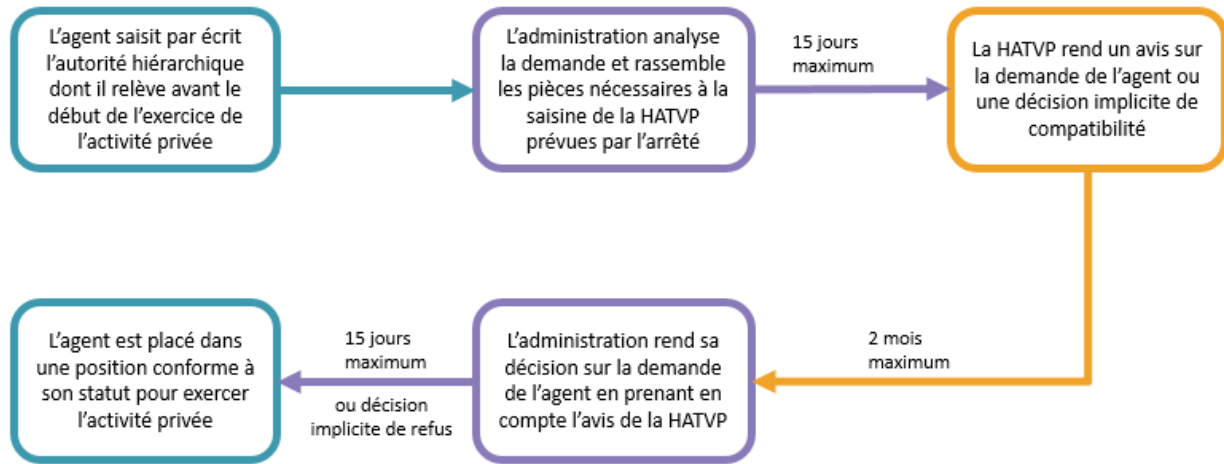 L’agent saisit par écrit
l’autorité hiérarchique
dont il relève avant le
début de l’exercice de
l’activité privée
L’administration analyse
la demande et rassemble
les pièces nécessaires à la
saisine de la HATVP
prévues par l’arrêté
15 jours
maximum
La HATVP rend un avis sur
la demande de l’agent ou
une décision implicite de
compatibilité
2 mois
maximum
L’administration rend sa
décision sur la demande
de l’agent en prenant en
compte l’avis de la HATVP
15 jours
maximum
ou décision
implicite de refus
L’agent est placé dans
une position conforme à
son statut pour exercer
l’activité privée